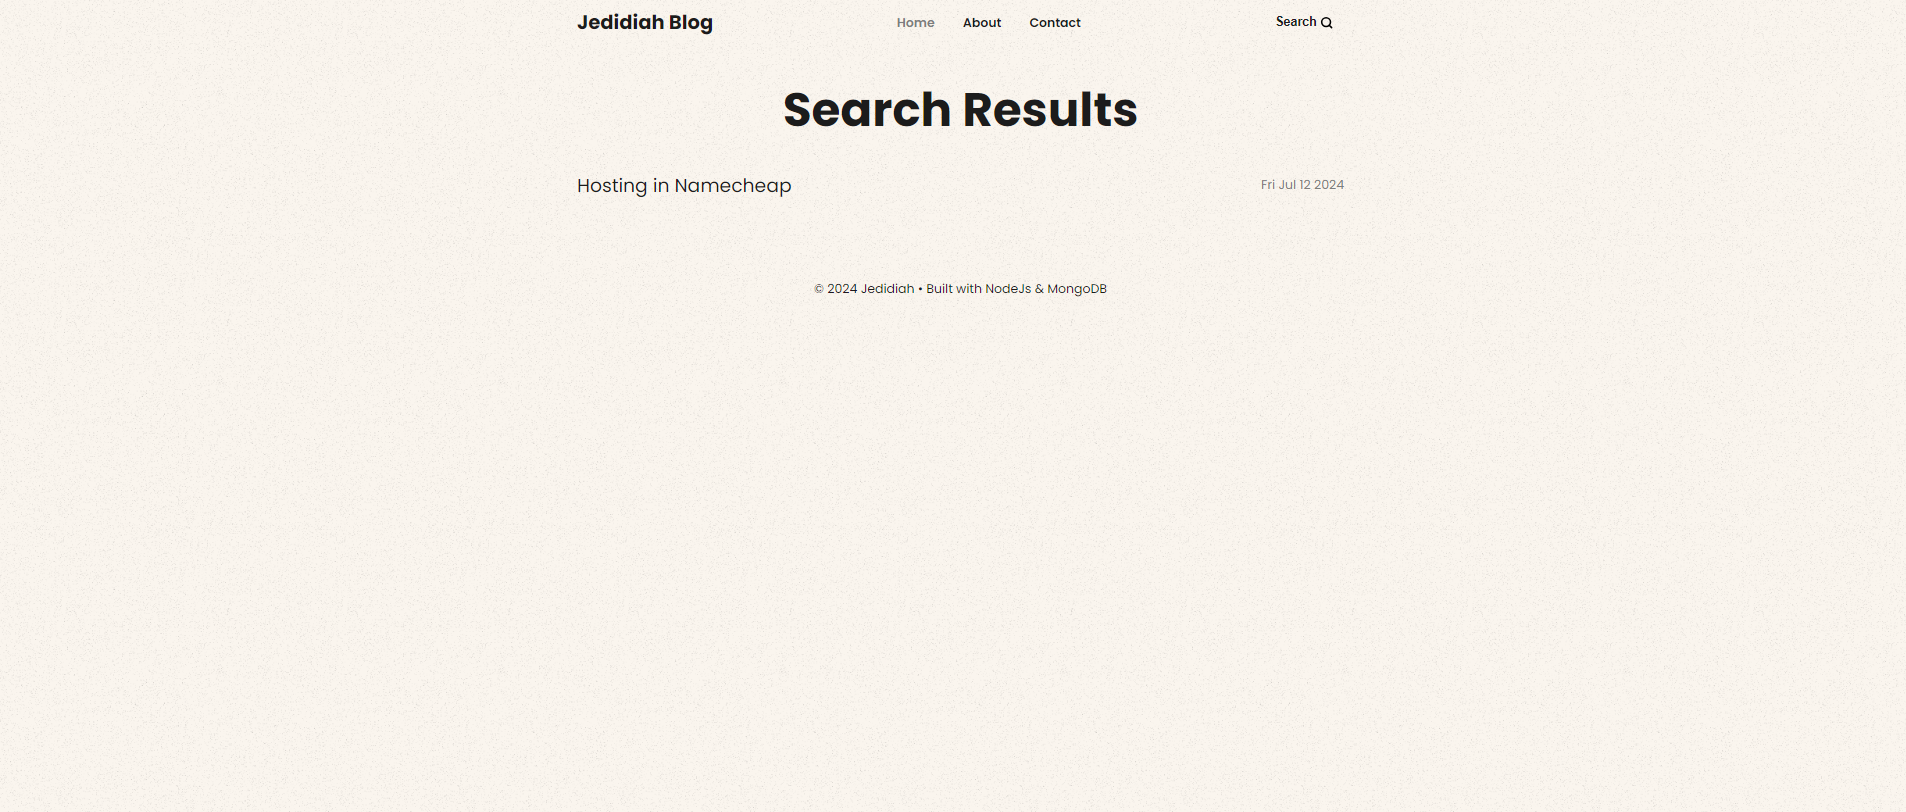 Jedidiah Blog
Home About Contact
Search
Search Results
Hosting in Namecheap
Fri Jul 12 2024
© 2024 Jedidiah • Built with NodeJs & MongoDB